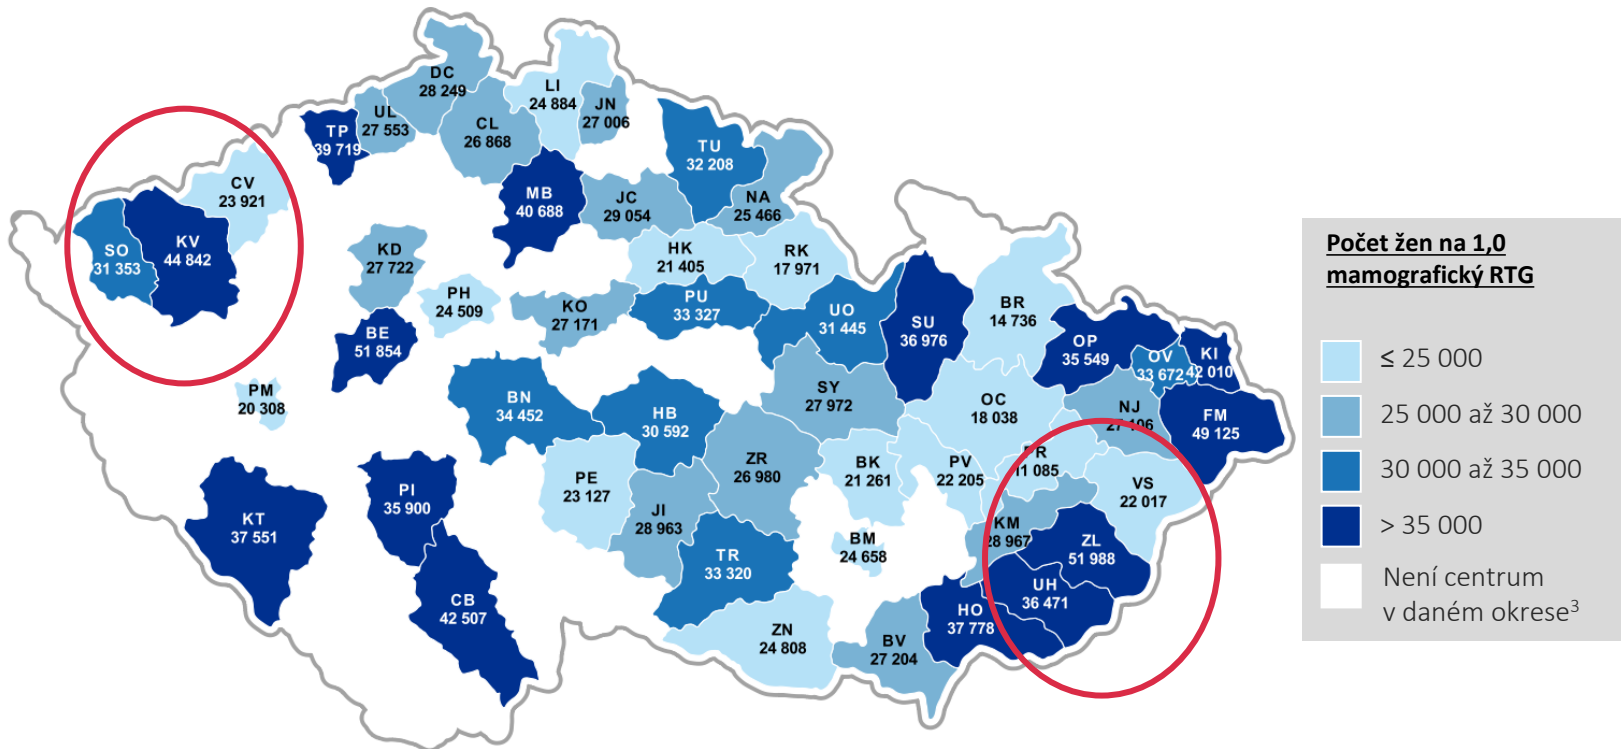 DC
28 249
LI
24 884
JN
27 006
UL
27 553
CL
26 868
TP
39 719
TU
32 208
CV
23 921
MB
40 688
JC
29 054
NA
25 466
SO
31 353
KV
44 842
KD
27 722
HK
21 405
RK
17 971
PH
24 509
KO
27 171
PU
33 327
UO
31 445
SU
36 976
BR
14 736
BE
51 854
OP
35 549
OV
33 672
KI
42 010
PM
20 308
BN
34 452
HB
30 592
SY
27 972
OC
18 038
NJ
27 106
FM
49 125
PE
23 127
ZR
26 980
BK
21 261
PV
22 205
PR
11 085
VS
22 017
KT
37 551
PI
35 900
JI
28 963
BM
24 658
KM
28 967
ZL
51 988
TR
33 320
CB
42 507
UH
36 471
HO
37 778
ZN
24 808
BV
27 204
Počet žen na 1,0
mamografický RTG
≤ 25 000
25 000 až 30 000
30 000 až 35 000
> 35 000
Není centrum
v daném okrese³